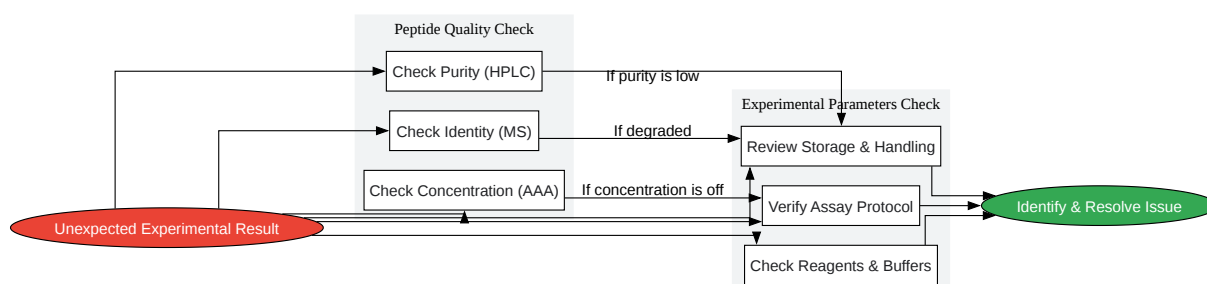 Peptide Quality Check
Check Purity (HPLC)
If purity is low
Experimental Parameters Check
Check Identity (MS)
If degraded
Review Storage & Handling
Check Concentration (AAA)
If concentration is off
Verify Assay Protocol
Identify & Resolve Issue
Unexpected Experimental Result
Check Reagents & Buffers